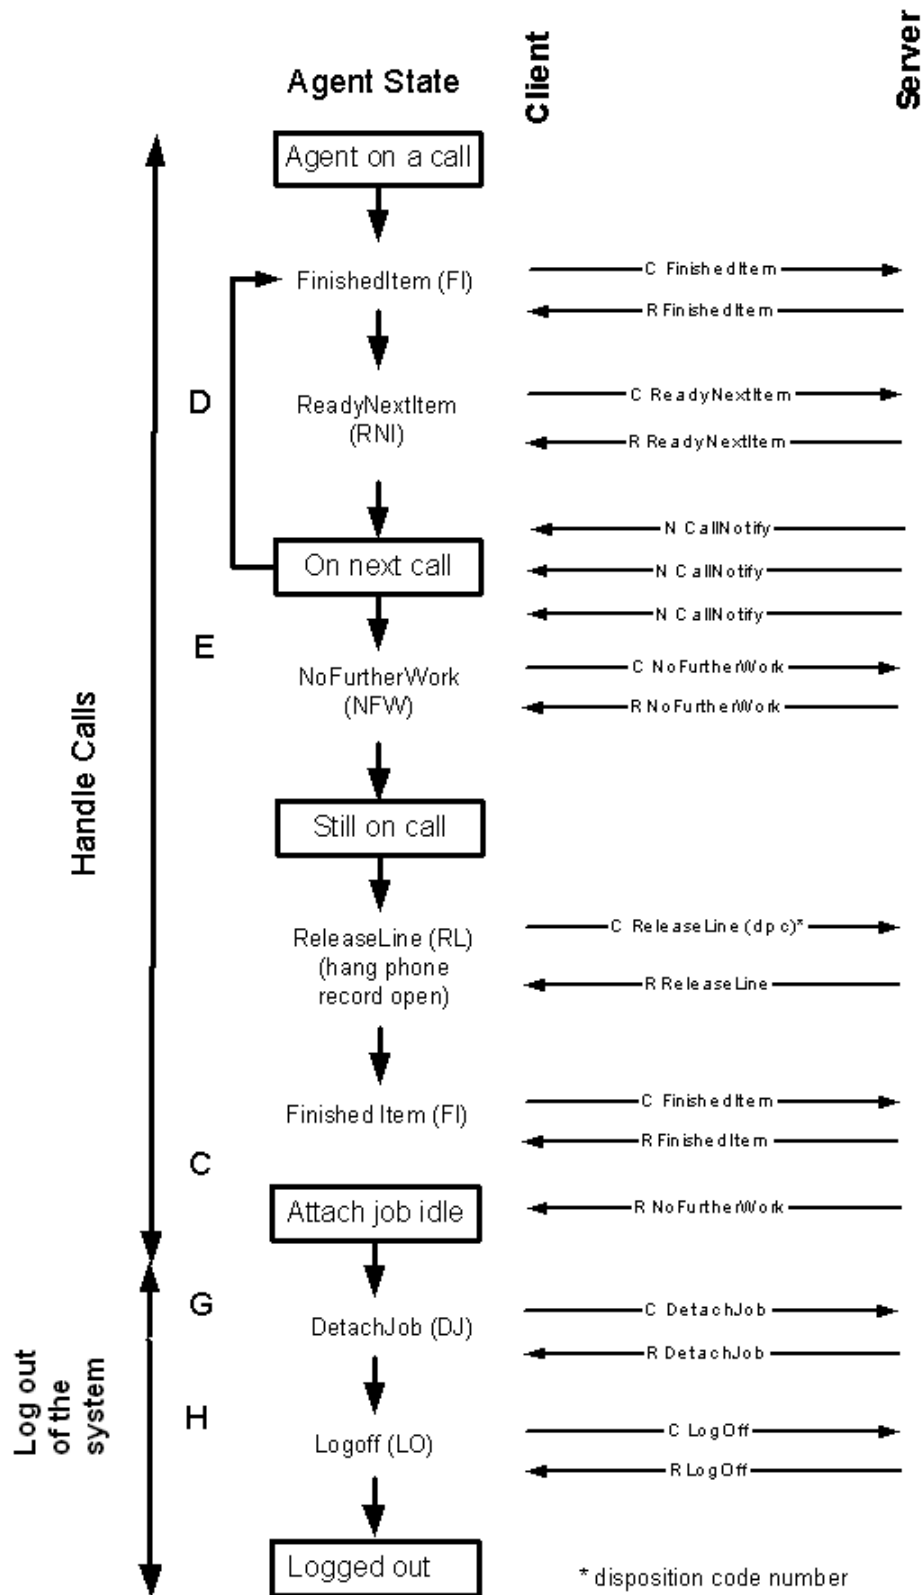 Agent State
Client
Server
Agent on a call
FinishedItem (FI)
C FinishedItem
R FinishedItem
D
ReadyNextItem
(RNI)
C ReadyNextItem
R ReadyNextItem
On next call
N CallNotify
N CallNotify
N CallNotify
E
NoFurtherWork
(NFW)
C NoFurtherWork
R NoFurtherWork
Handle Calls
Still on call
ReleaseLine (RL)
(hang phone
record open)
C ReleaseLine (dpc)*
R ReleaseLine
Finished Item (FI)
C FinishedItem
R FinishedItem
C
Attach job idle
R NoFurtherWork
G
DetachJob (DJ)
C DetachJob
R DetachJob
Log out
of the
system
H
Logoff (LO)
C LogOff
R LogOff
Logged out
* disposition code number